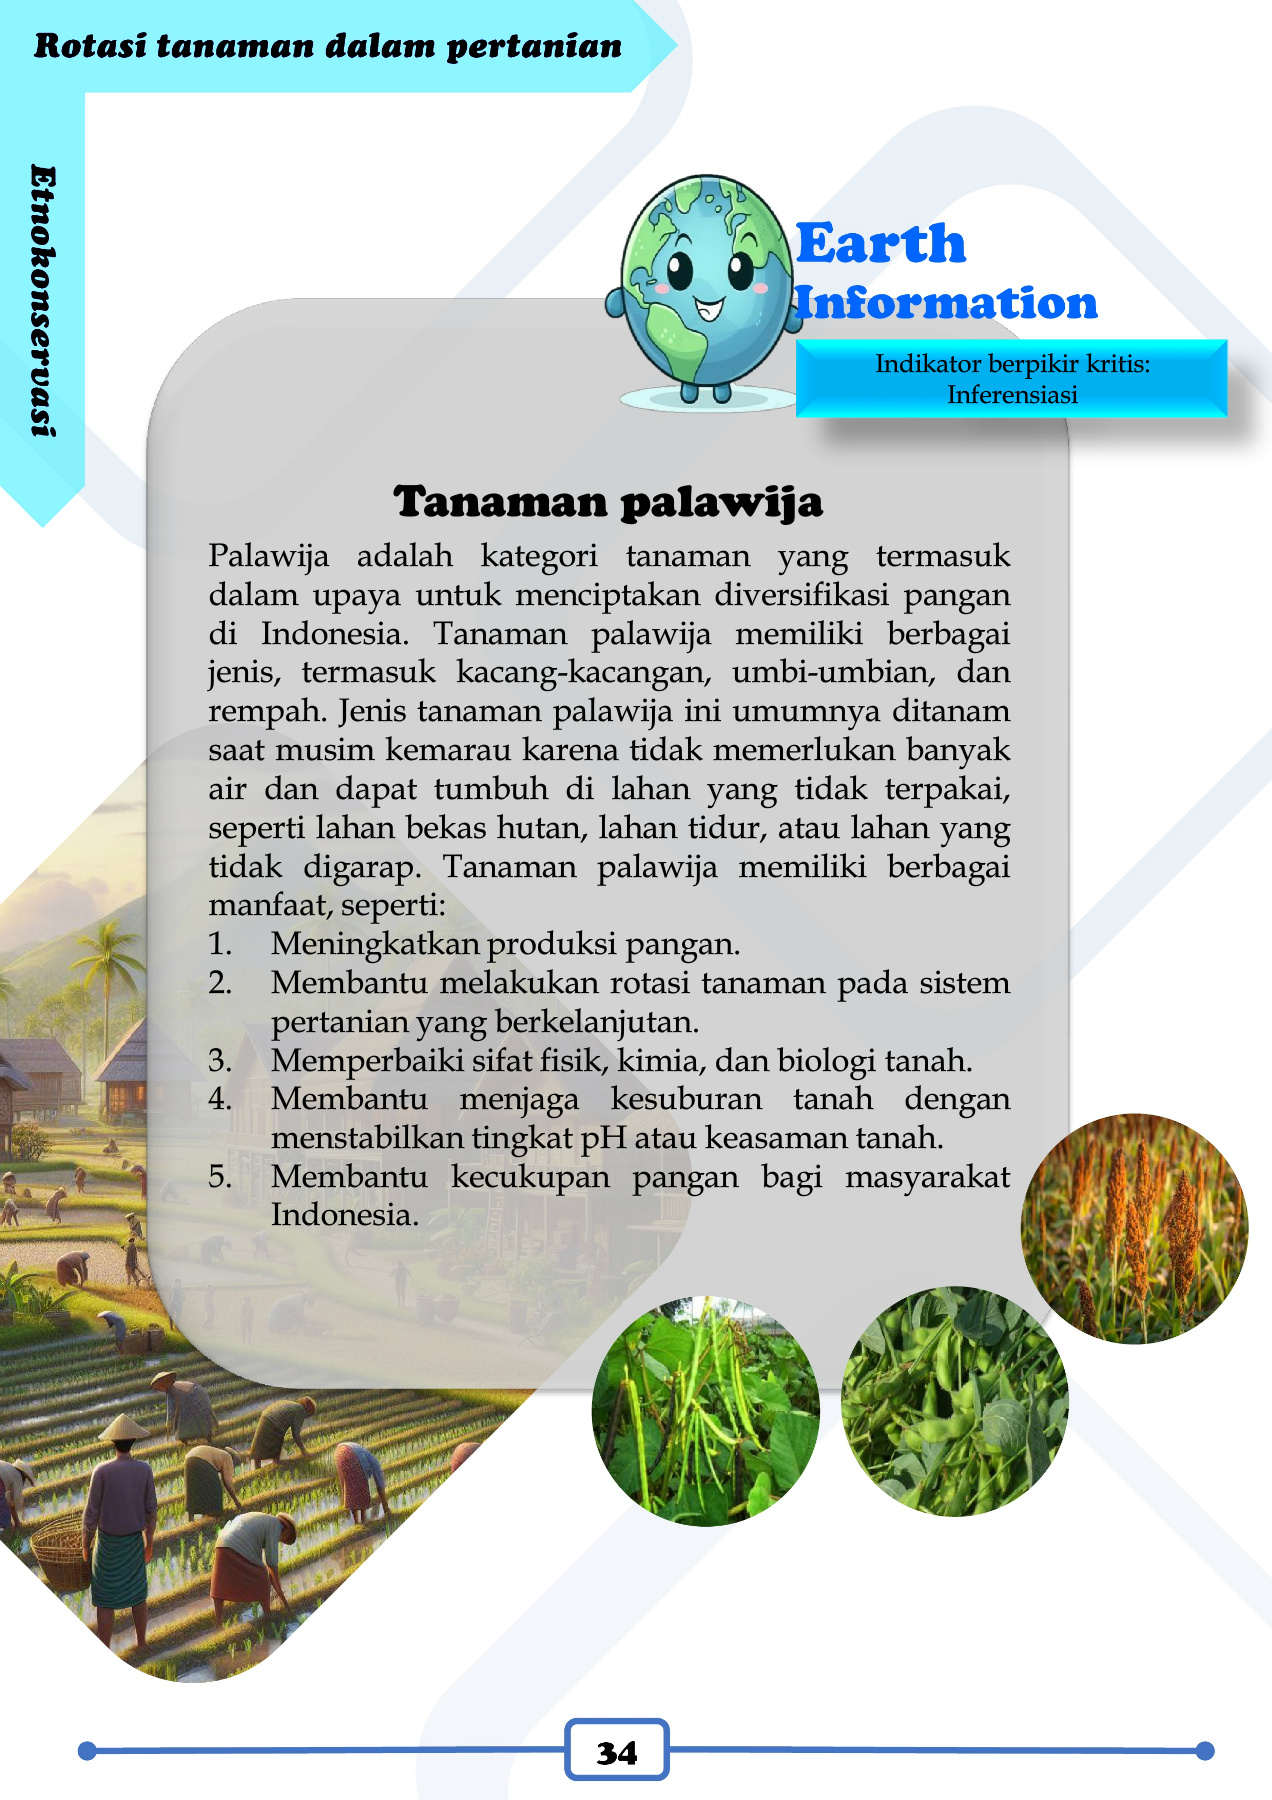 Rotasi tanaman dalam pertanian
Etnokonservasi
Earth
Information
Indikator berpikir kritis:
Inferensiasi
Tanaman palawija
Palawija adalah kategori tanaman yang termasuk
dalam upaya untuk menciptakan diversifikasi pangan
di Indonesia. Tanaman palawija memiliki berbagai
jenis, termasuk kacang-kacangan, umbi-umbian, dan
rempah. Jenis tanaman palawija ini umumnya ditanam
saat musim kemarau karena tidak memerlukan banyak
air dan dapat tumbuh di lahan yang tidak terpakai,
seperti lahan bekas hutan, lahan tidur, atau lahan yang
tidak digarap. Tanaman palawija memiliki berbagai
manfaat, seperti:
1. Meningkatkan produksi pangan.
2. Membantu melakukan rotasi tanaman pada sistem
pertanian yang berkelanjutan.
3. Memperbaiki sifat fisik, kimia, dan biologi tanah.
4. Membantu menjaga kesuburan tanah dengan
menstabilkan tingkat pH atau keasaman tanah.
5. Membantu kecukupan pangan bagi masyarakat
Indonesia.
34